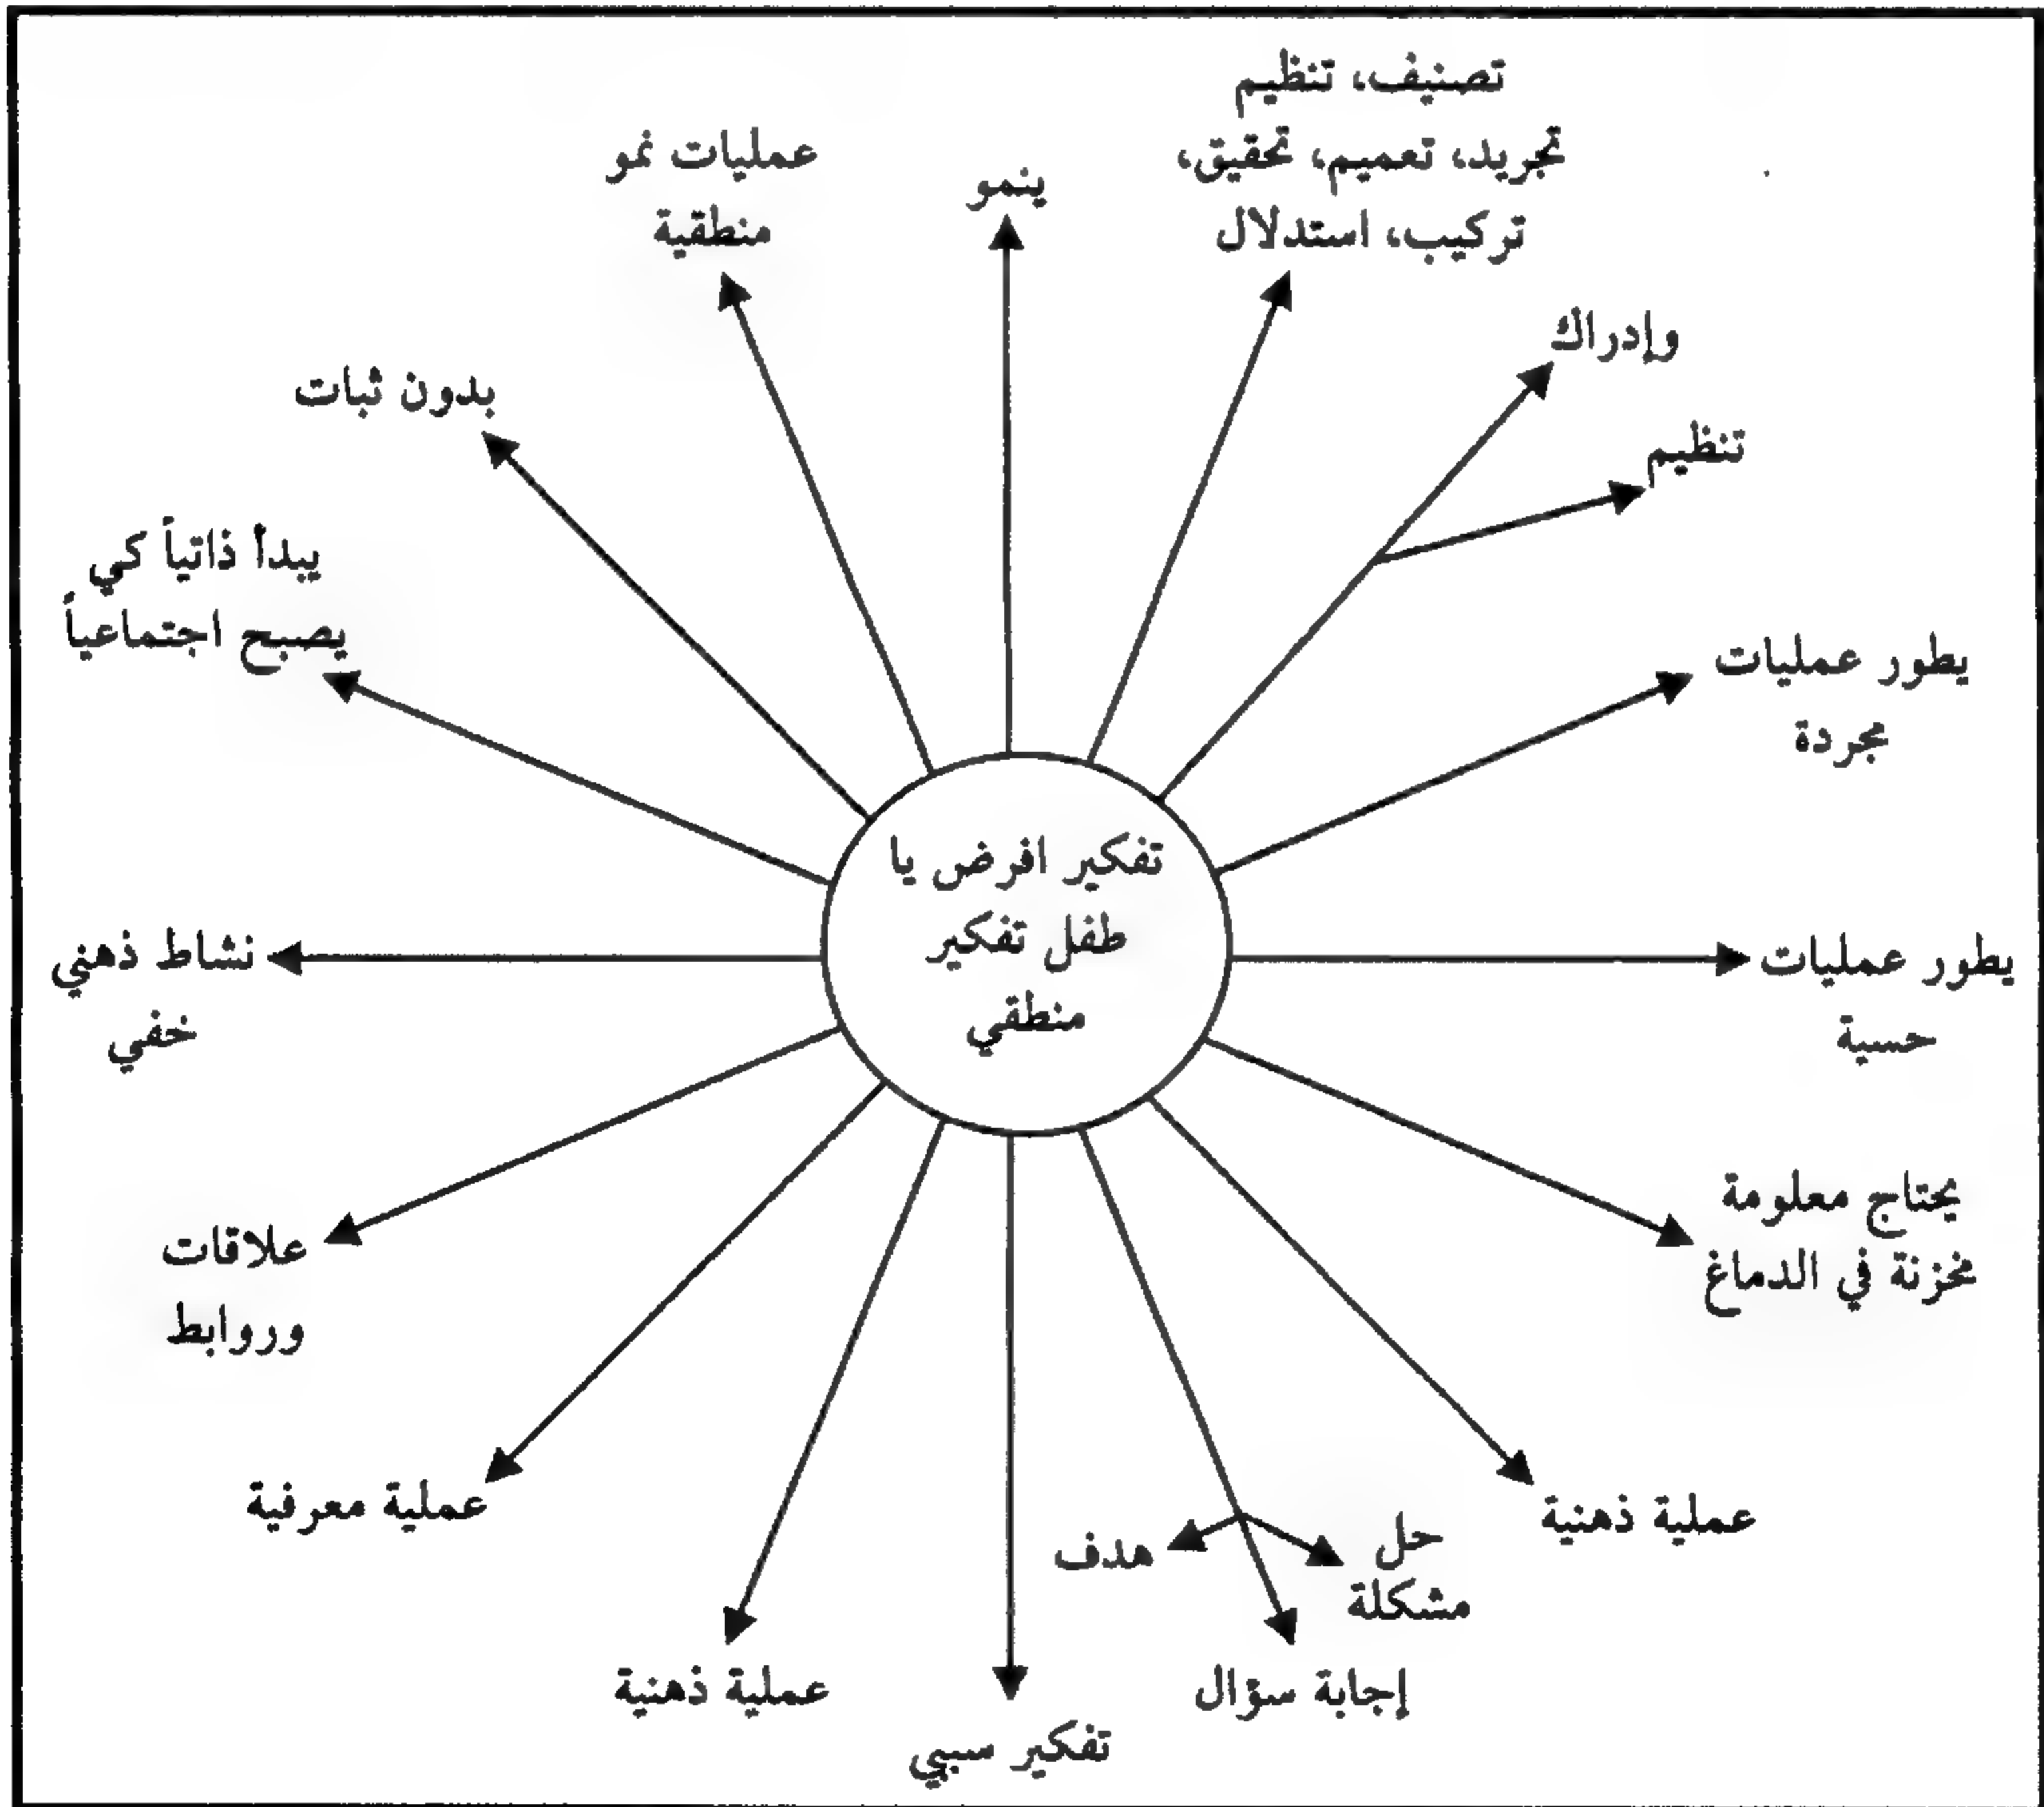 تصنيف، تنظيم
تجريد، تعميم، تحقيق،
تركيب، استدلال
ينمو
عمليات نمو
منطقية
وإدراك
تنظيم
بدون ثبات
يبدأ ذاتياً كي
يصبح اجتماعياً
يطور عمليات
مجردة
تفكير افرض يا
طفل تفكير
منطقي
يطور عمليات
حسية
نشاط ذهني
خفي
يحتاج معلومة
مخزنة في الدماغ
علاقات
وروابط
عملية ذهنية
عملية معرفية
حل
مشكلة
هدف
إجابة سؤال
عملية ذهنية
تفكير سببي